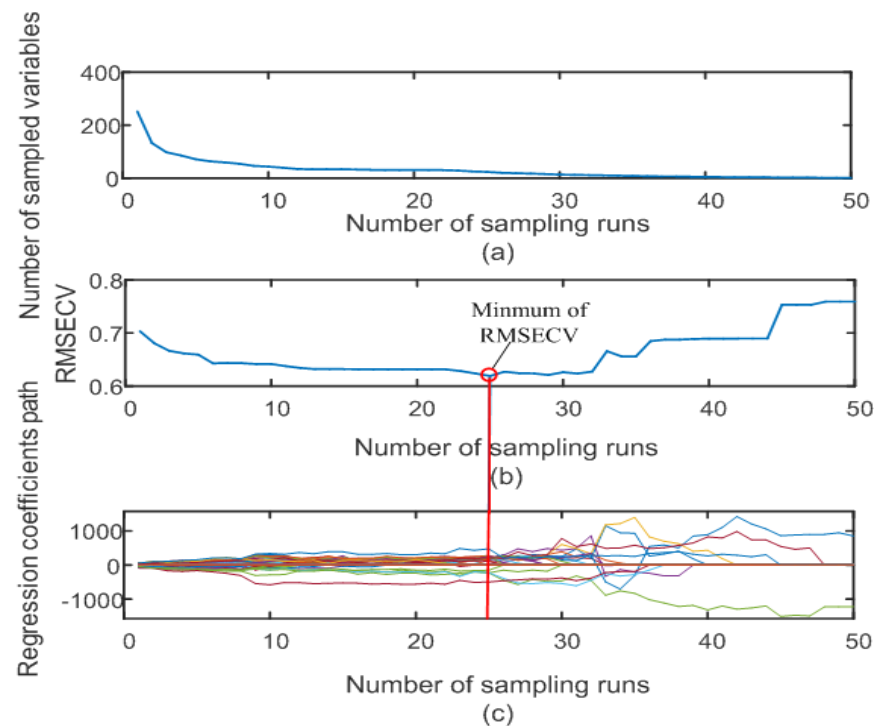 Number of sampled variables
400
200
0
0
10
20
30
40
50
Number of sampling runs
(a)
RMSECV
0.8
0.7
0.6
Minmum of
RMSECV
0
10
20
30
40
50
Number of sampling runs
(b)
Regression coefficients path
1000
0
-1000
0
10
20
30
40
50
Number of sampling runs
(c)